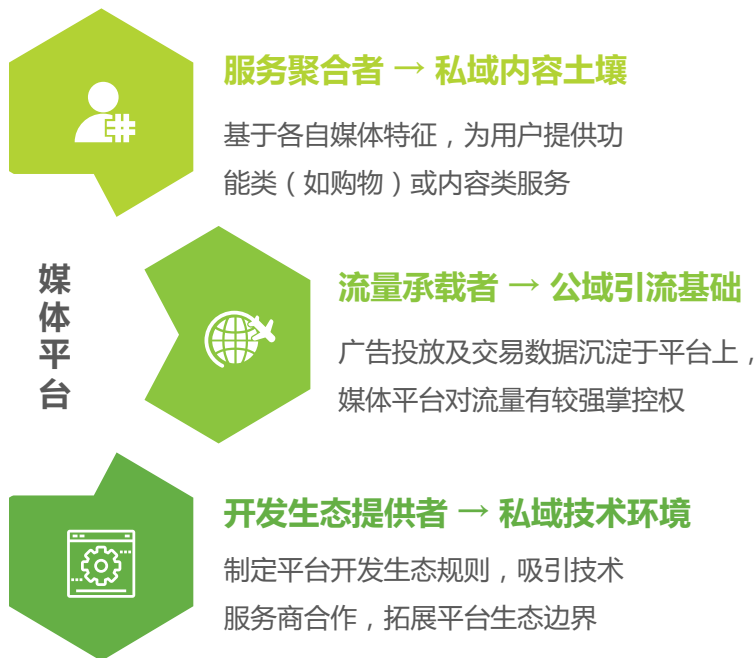 服务聚合者 → 私域内容土壤
基于各自媒体特征，为用户提供功
能类（如购物）或内容类服务
媒体平台
流量承载者 → 公域引流基础
广告投放及交易数据沉淀于平台上，
媒体平台对流量有较强掌控权
开发生态提供者 → 私域技术环境
制定平台开发生态规则，吸引技术
服务商合作，拓展平台生态边界